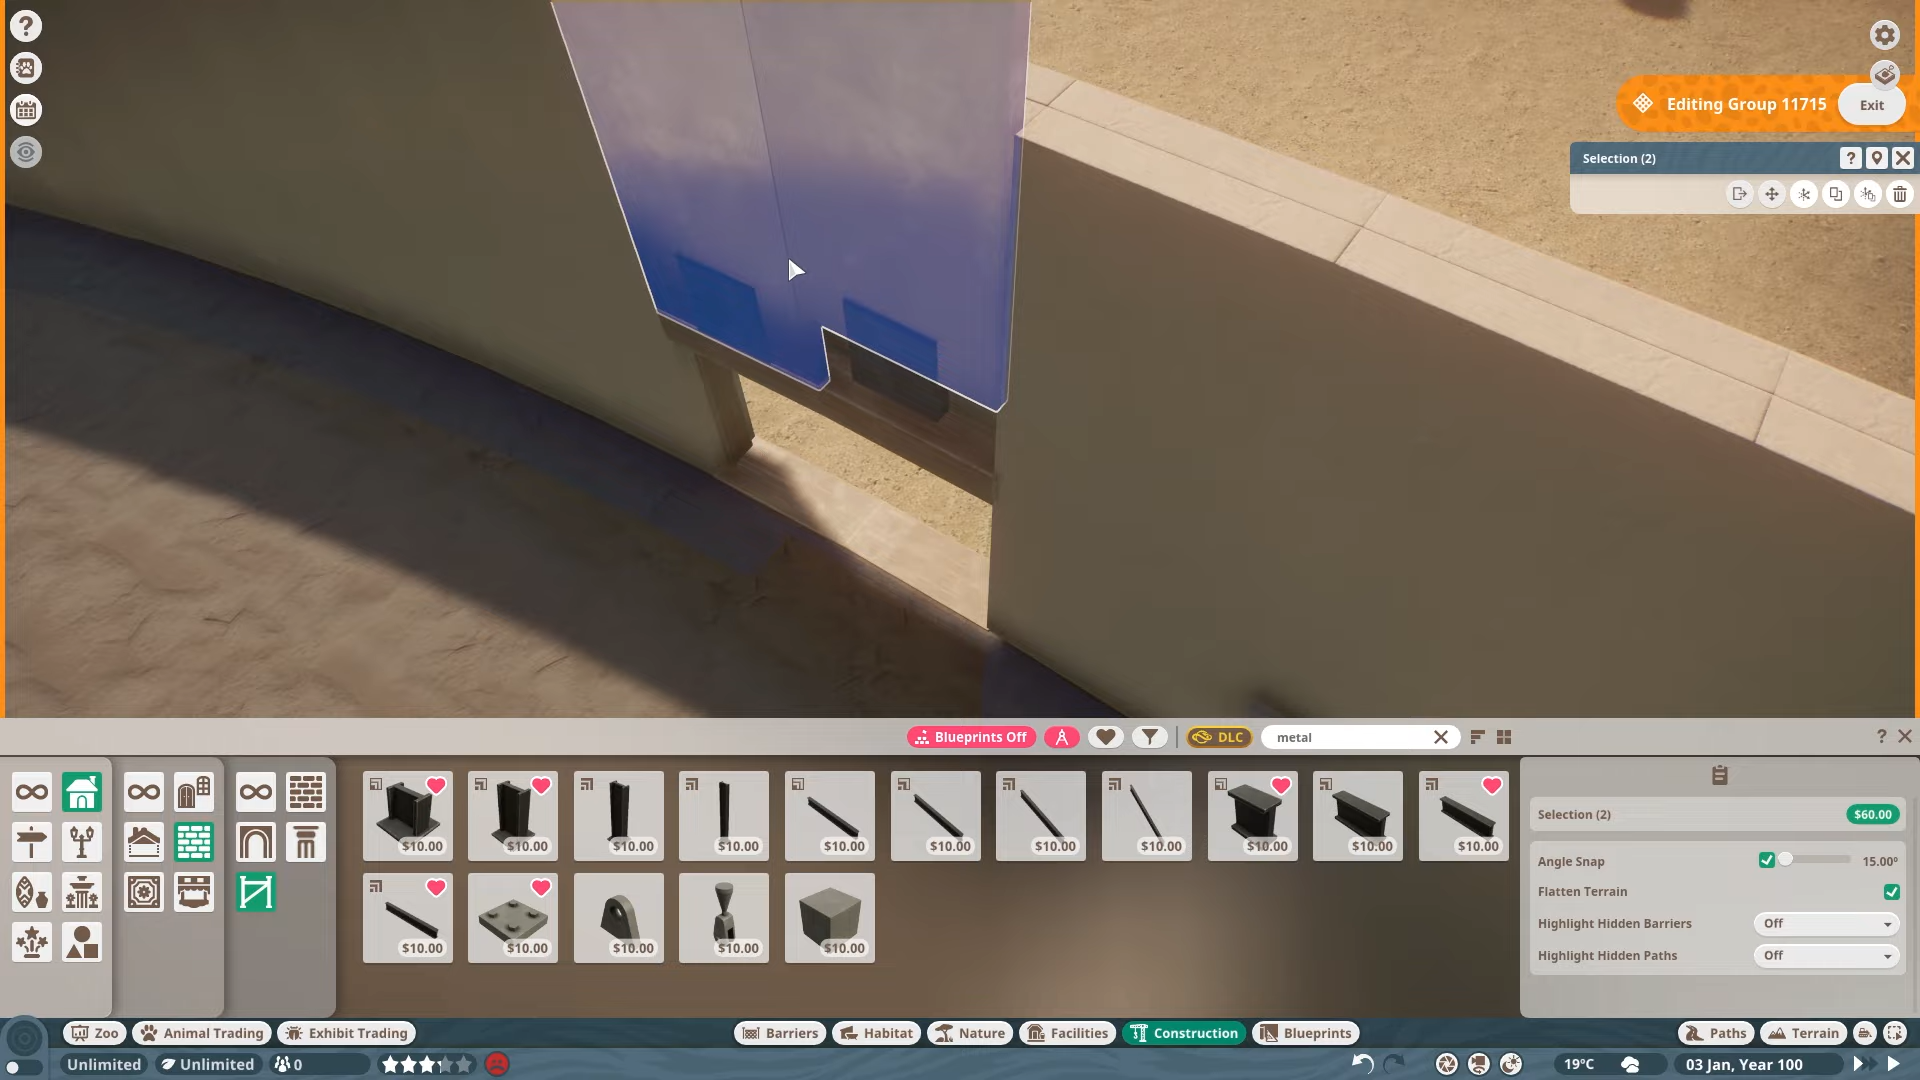 ?
Editing Group 11715
Exit
Selection (2)
?
Blueprints Off
DLC
metal
?
$10.00 $10.00 $10.00 $10.00 $10.00 $10.00 $10.00 $10.00 $10.00 $10.00 $10.00
$10.00 $10.00 $10.00 $10.00 $10.00
Selection (2)
$60.00
Angle Snap
15.00°
Flatten Terrain
Highlight Hidden Barriers
Off
Highlight Hidden Paths
Off
Zoo
Animal Trading
Exhibit Trading
Barriers
Habitat
Nature
Facilities
Construction
Blueprints
Paths
Terrain
Unlimited
Unlimited
0
19°C
03 Jan, Year 100